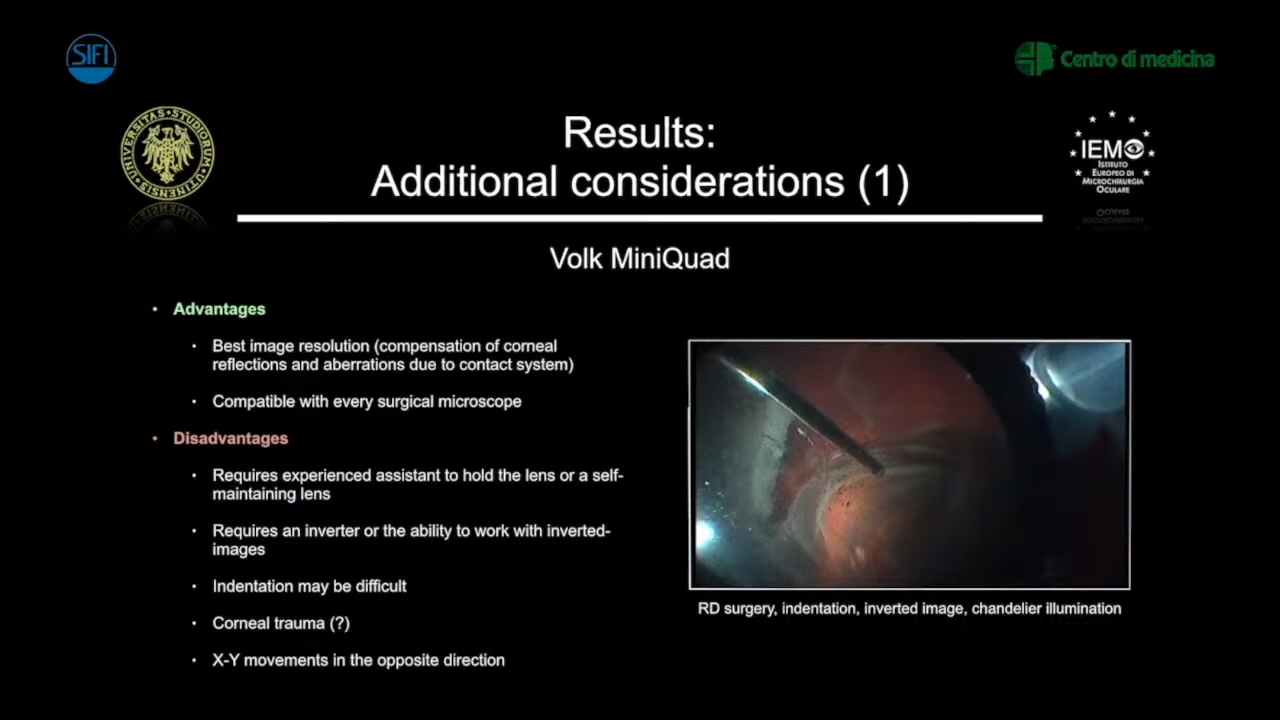 SIFI
Centro di medicina
UNIVERSITAS STUDIORUM UTINENSIS
Results:
Additional considerations (1)
IEMO
ISTITUTO
EUROPEO DI
MICROCHIRURGIA
OCULARE
Volk MiniQuad
• Advantages
• Best image resolution (compensation of corneal
reflections and aberrations due to contact system)
• Compatible with every surgical microscope
• Disadvantages
• Requires experienced assistant to hold the lens or a self-
maintaining lens
• Requires an inverter or the ability to work with inverted-
images
• Indentation may be difficult
• Corneal trauma (?)
• X-Y movements in the opposite direction
RD surgery, indentation, inverted image, chandelier illumination